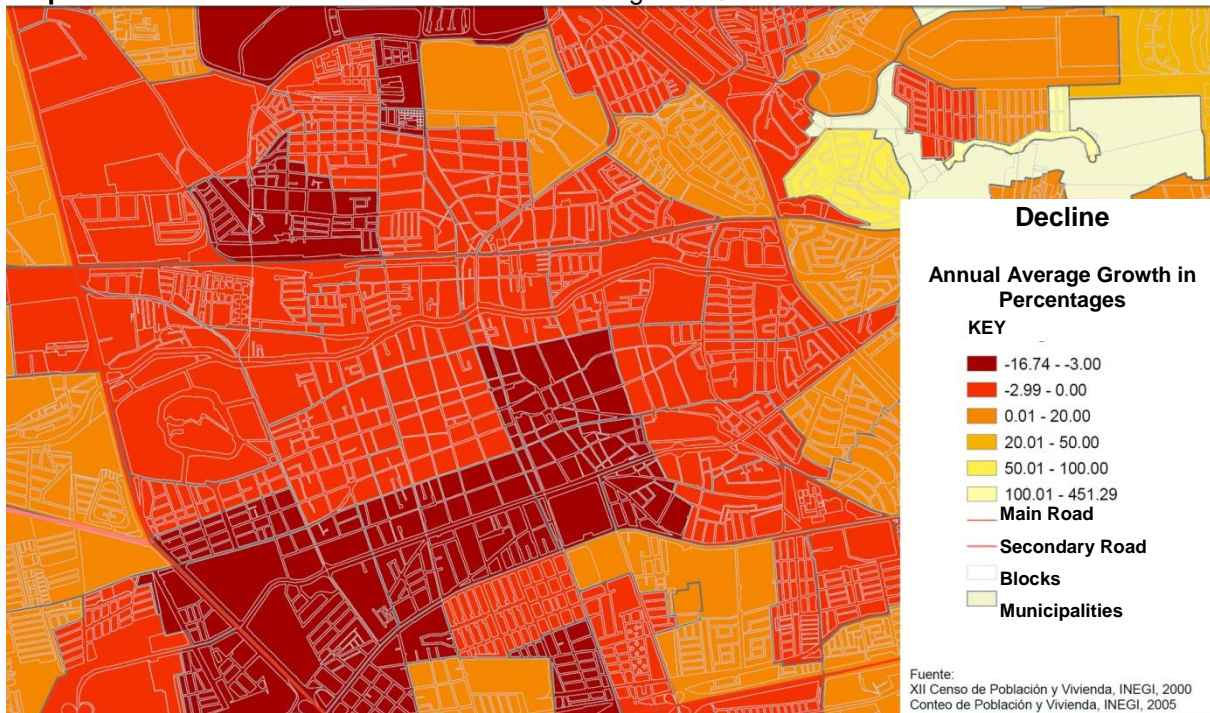 Decline
Annual Average Growth in
Percentages
KEY
-16.74 - -3.00
-2.99 - 0.00
0.01 - 20.00
20.01 - 50.00
50.01 - 100.00
100.01 - 451.29
Main Road
Secondary Road
Blocks
Municipalities
Fuente:
XII Censo de Población y Vivienda, INEGI, 2000
Conteo de Población y Vivienda, INEGI, 2005